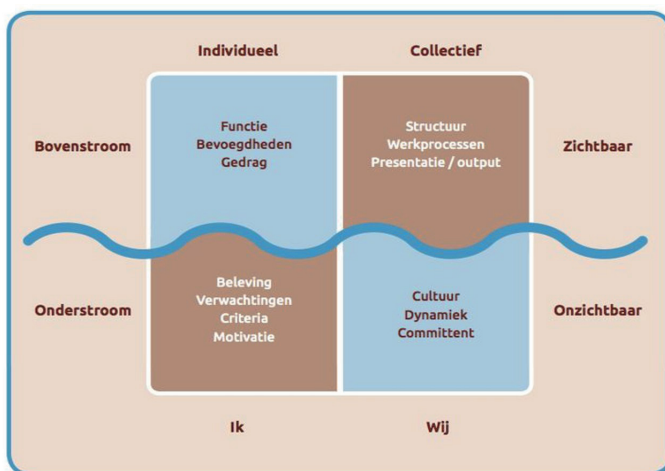 Individueel
Collectief
Bovenstroom
Functie
Bevoegdheden
Gedrag
Structuur
Werkprocessen
Presentatie / output
Zichtbaar
Onderstroom
Beleving
Verwachtingen
Criteria
Motivatie
Cultuur
Dynamiek
Committent
Onzichtbaar
Ik
Wij